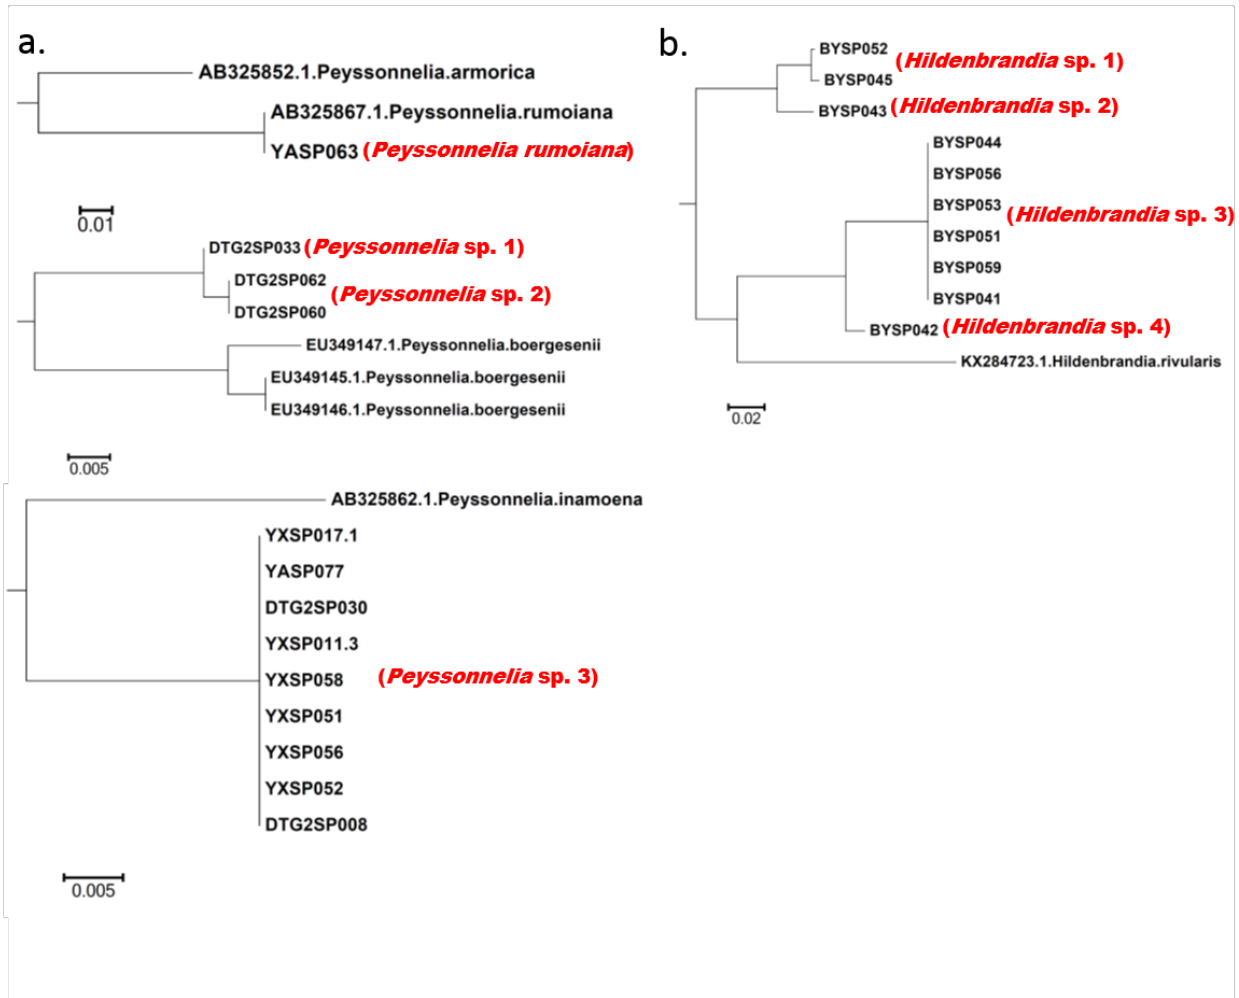 a.
AB325852.1.Peyssonnelia.armorica
AB325867.1.Peyssonnelia.rumoiana
YASP063 (Peyssonnelia rumoiana)
0.01
DTG2SP033 (Peyssonnelia sp. 1)
DTG2SP062
(Peyssonnelia sp. 2)
DTG2SP060
EU349147.1.Peyssonnelia.boergesenii
EU349145.1.Peyssonnelia.boergesenii
EU349146.1.Peyssonnelia.boergesenii
0.005
AB325862.1.Peyssonnelia.inamoena
YXSP017.1
YASP077
DTG2SP030
YXSP011.3
YXSP058 (Peyssonnelia sp. 3)
YXSP051
YXSP056
YXSP052
DTG2SP008
0.005
b.
BYSP052
(Hildenbrandia sp. 1)
BYSP045
BYSP043 (Hildenbrandia sp. 2)
BYSP044
BYSP056
BYSP053
(Hildenbrandia sp. 3)
BYSP051
BYSP059
BYSP041
BYSP042 (Hildenbrandia sp. 4)
KX284723.1.Hildenbrandia.rivularis
0.02